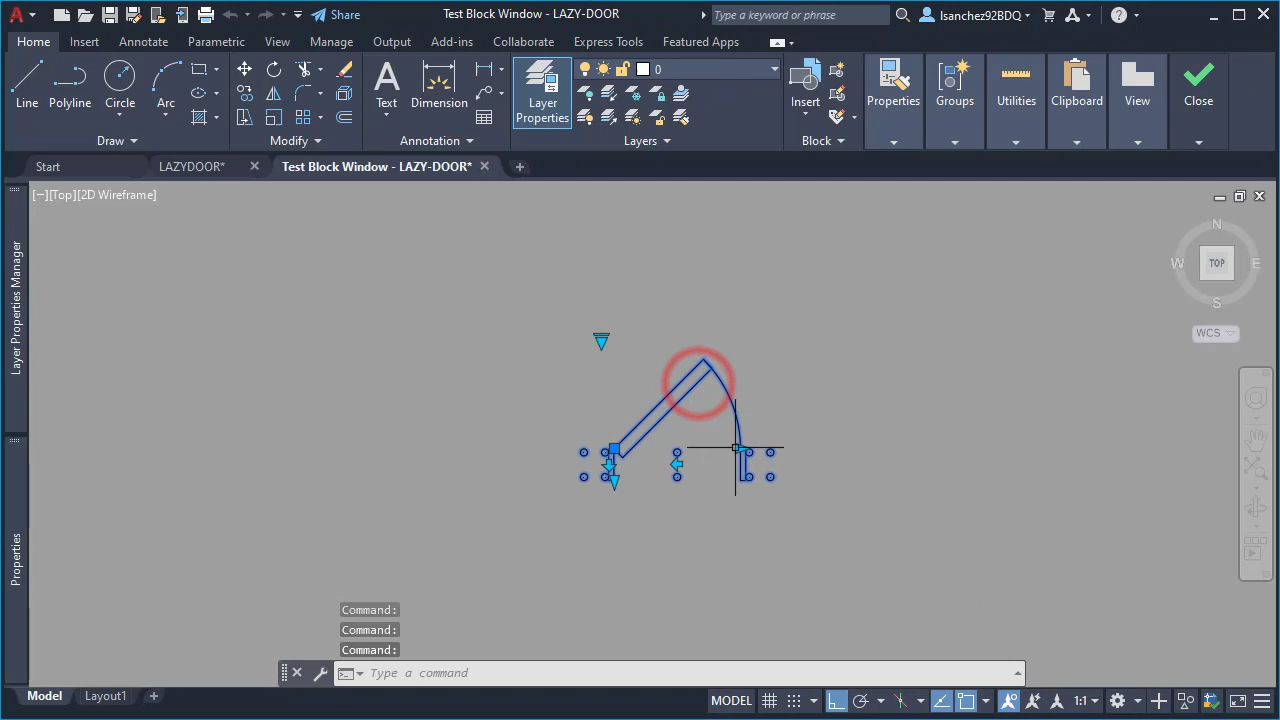 Share
Test Block Window - LAZY-DOOR
Type a keyword or phrase
lsanchez92BDQ
Home
Insert
Annotate
Parametric
View
Manage
Output
Add-ins
Collaborate
Express Tools
Featured Apps
Line
Polyline
Circle
Arc
Text
Dimension
Layer
Properties
0
Insert
Properties
Groups
Utilities
Clipboard
View
Close
Draw
Modify
Annotation
Layers
Block
Start
LAZYDOOR*
Test Block Window - LAZY-DOOR*
[−][Top][2D Wireframe]
N
W
TOP
E
S
WCS
Layer Properties Manager
Properties
Command:
Command:
Command:
Type a command
Model
Layout1
MODEL
1:1